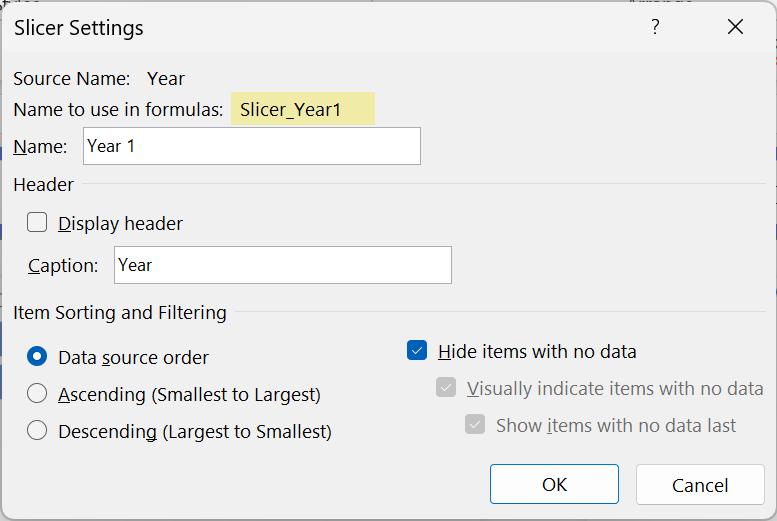 Slicer Settings ?
Source Name: Year
Name to use in formulas: Slicer_Year1
Name: Year 1
Header
Display header
Caption: Year
Item Sorting and Filtering
Data source order
Hide items with no data
Ascending (Smallest to Largest)
Visually indicate items with no data
Descending (Largest to Smallest)
Show items with no data last
OK Cancel